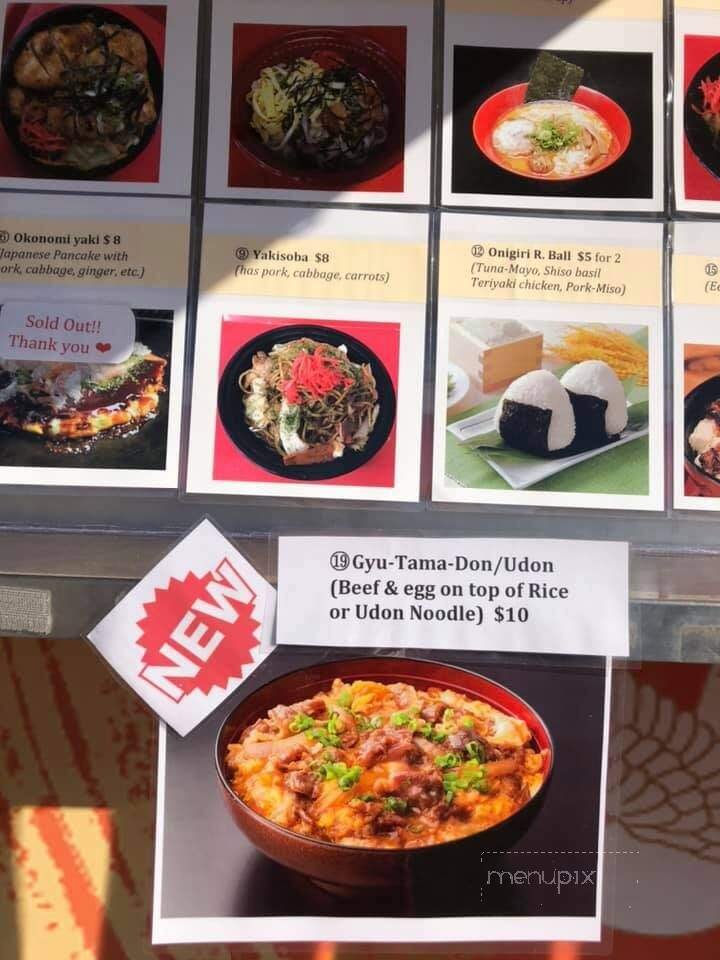 ⑥ Okonomi yaki $ 8
Japanese Pancake with
pork, cabbage, ginger, etc.)
Sold Out!!
Thank you ❤
⑨ Yakisoba $8
(has pork, cabbage, carrots)
⑫ Onigiri R. Ball $5 for 2
(Tuna-Mayo, Shiso basil
Teriyaki chicken, Pork-Miso)
⑮
NEW
⑲ Gyu-Tama-Don/Udon
(Beef & egg on top of Rice
or Udon Noodle) $10
menupix